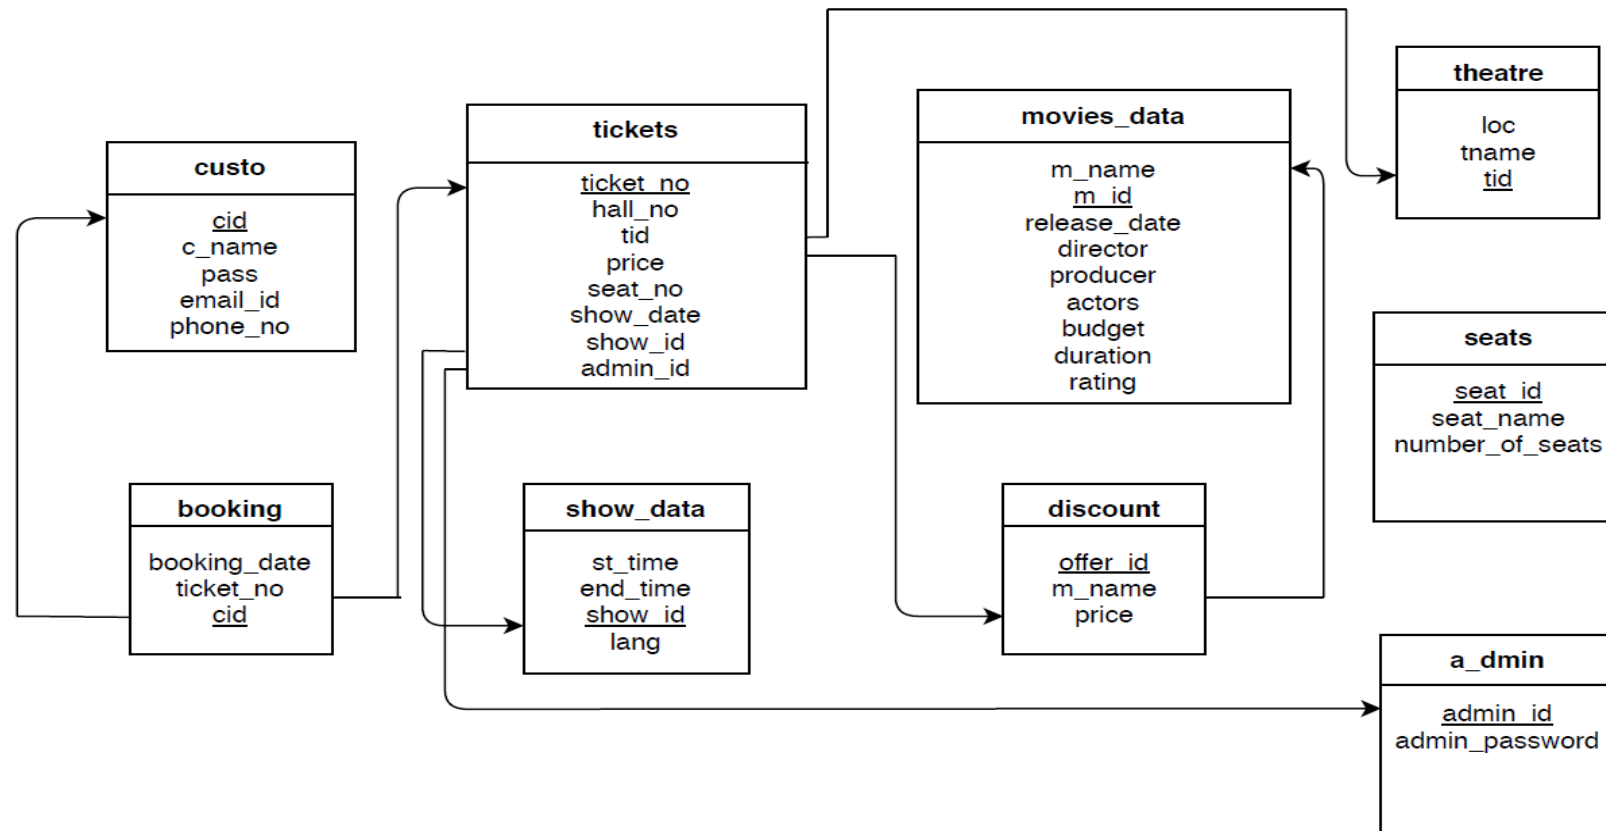 custo
cid
c_name
pass
email_id
phone_no
tickets
ticket_no
hall_no
tid
price
seat_no
show_date
show_id
admin_id
movies_data
m_name
m_id
release_date
director
producer
actors
budget
duration
rating
theatre
loc
tname
tid
seats
seat_id
seat_name
number_of_seats
booking
booking_date
ticket_no
cid
show_data
st_time
end_time
show_id
lang
discount
offer_id
m_name
price
a_dmin
admin_id
admin_password